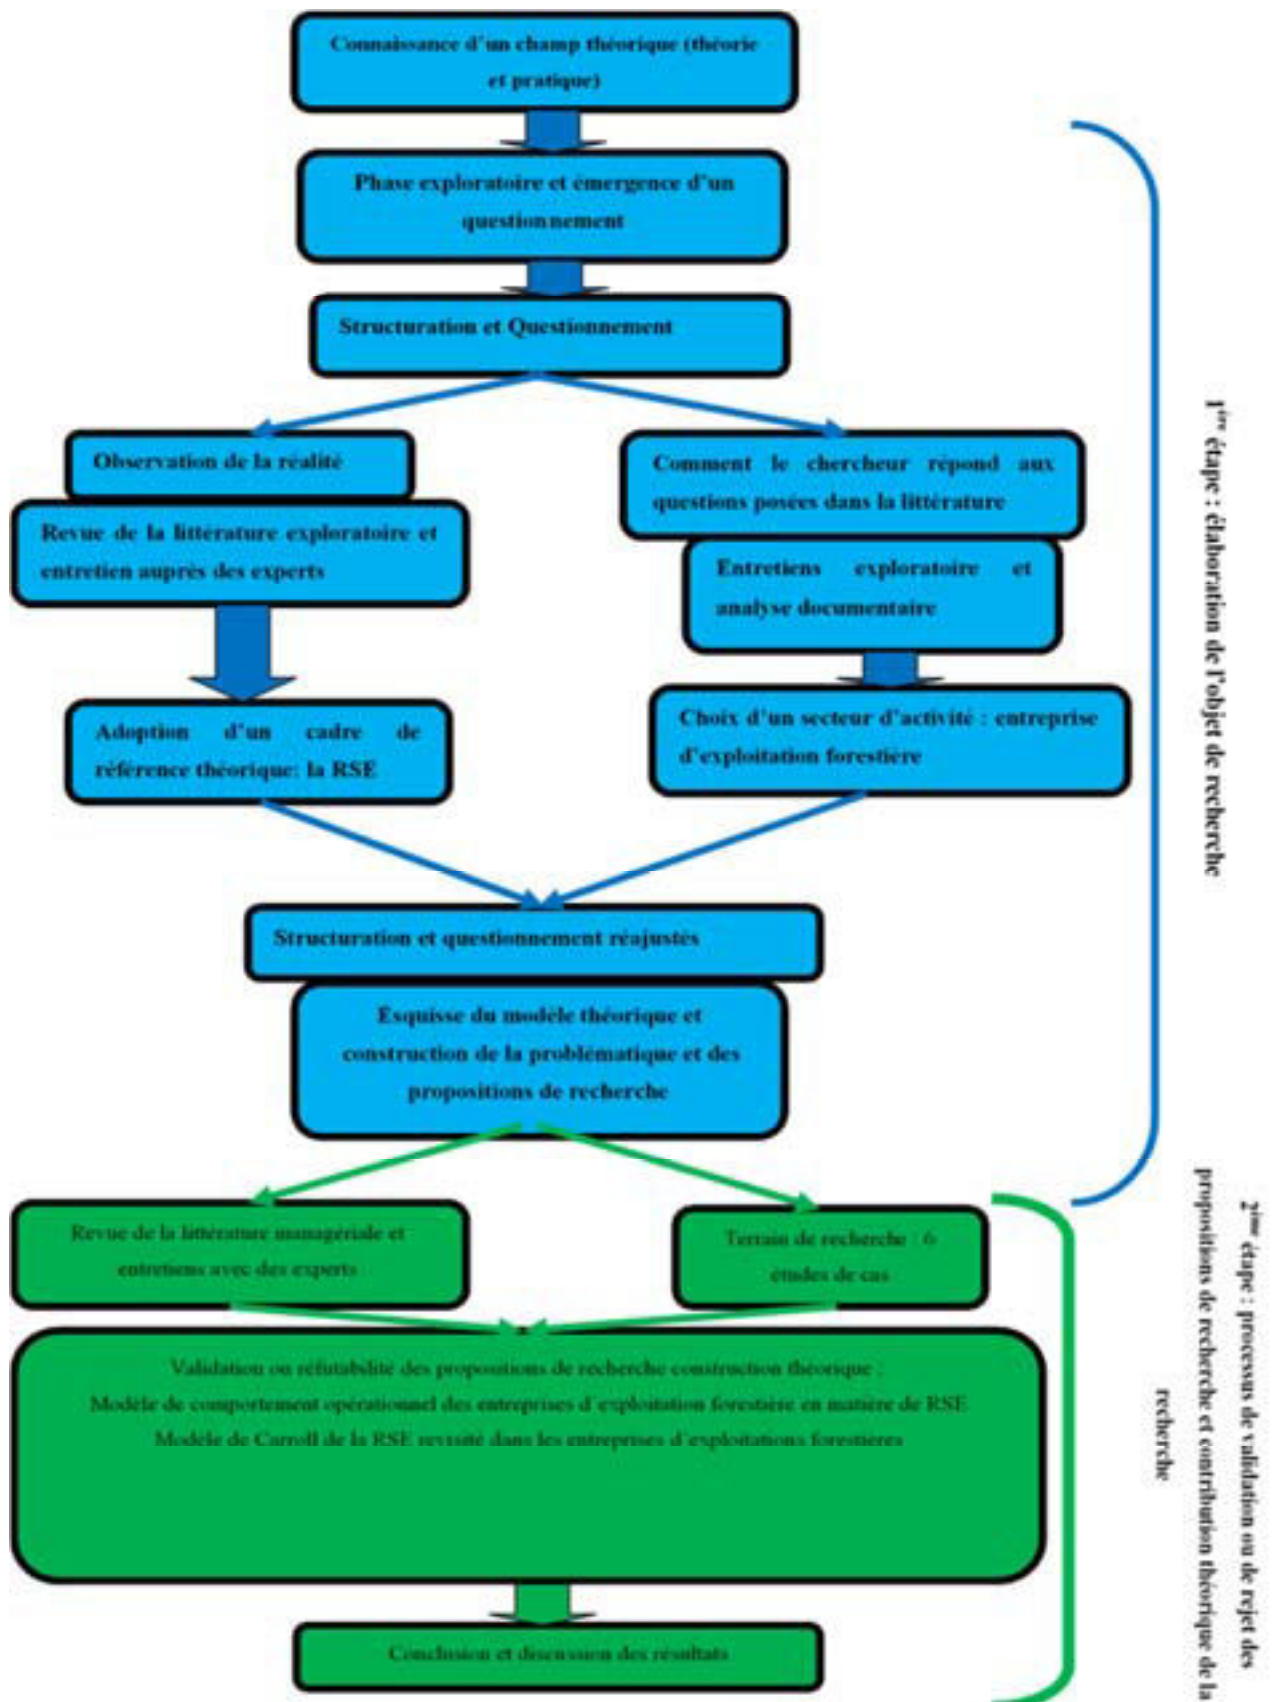 Connaissance d'un champ théorique (théorie
et pratique)
Phase exploratoire et émergence d'un
questionnement
Structuration et Questionnement
Observation de la réalité
Revue de la littérature exploratoire et
entretien auprès des experts
Comment le chercheur répond aux
questions posées dans la littérature
Entretiens exploratoire et
analyse documentaire
Adoption d'un cadre de
référence théorique: la RSE
Choix d'un secteur d'activité : entreprise
d'exploitation forestière
Structuration et questionnement réajustés
Esquisse du modèle théorique et
construction de la problématique et des
propositions de recherche
1ère étape : élaboration de l'objet de recherche
Revue de la littérature managériale et
entretiens avec des experts
Terrain de recherche : 6
études de cas
Validation ou réfutabilité des propositions de recherche construction théorique :
Modèle de comportement opérationnel des entreprises d'exploitation forestière en matière de RSE
Modèle de Carroll de la RSE revisité dans les entreprises d'exploitations forestières
Conclusion et discussion des résultats
2ème étape : processus de validation ou de rejet des
propositions de recherche et contribution théorique de la
recherche